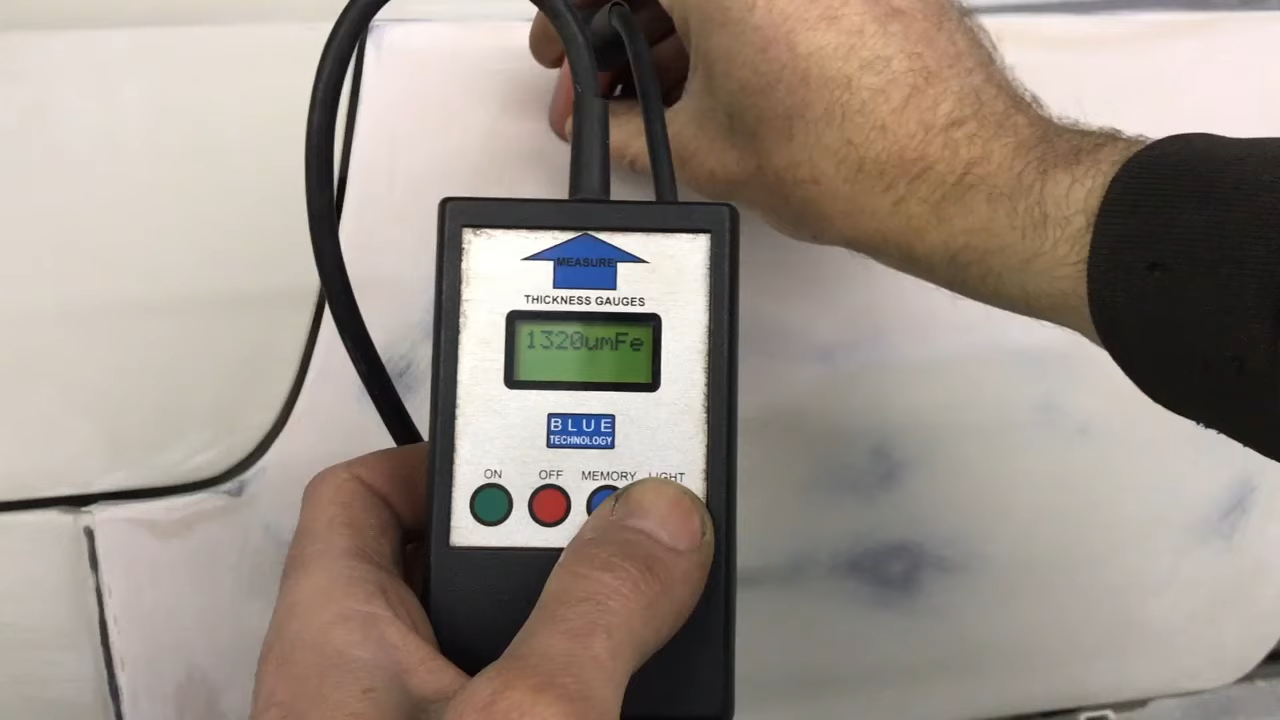 MEASURE
THICKNESS GAUGES
1320umFe
BLUE
TECHNOLOGY
ON OFF MEMORY LIGHT